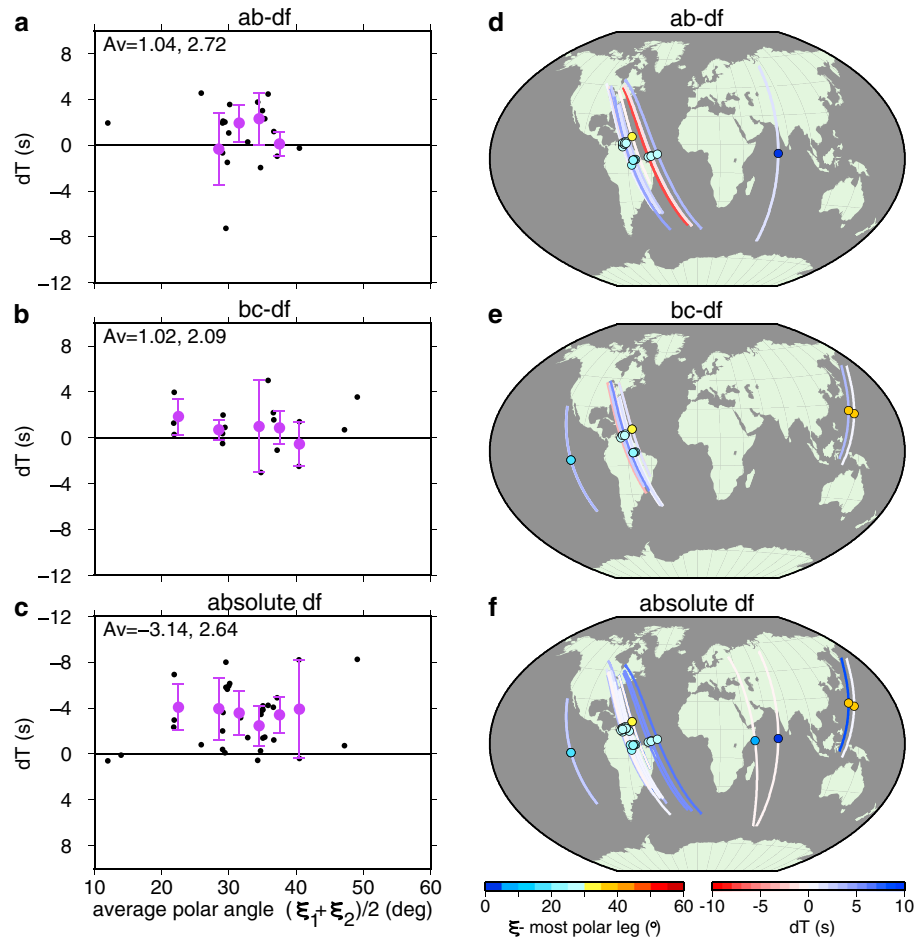 a
ab-df
Av=1.04, 2.72
8
4
0
−4
−8
−12
dT (s)
b
bc-df
Av=1.02, 2.09
8
4
0
−4
−8
−12
dT (s)
c
absolute df
Av=−3.14, 2.64
−12
−8
−4
0
4
8
dT (s)
10 20 30 40 50 60
average polar angle (ξ1+ξ2)/2 (deg)
d
ab-df
e
bc-df
f
absolute df
0 20 40 60
ξ- most polar leg (º)
−10 −5 0 5 10
dT (s)